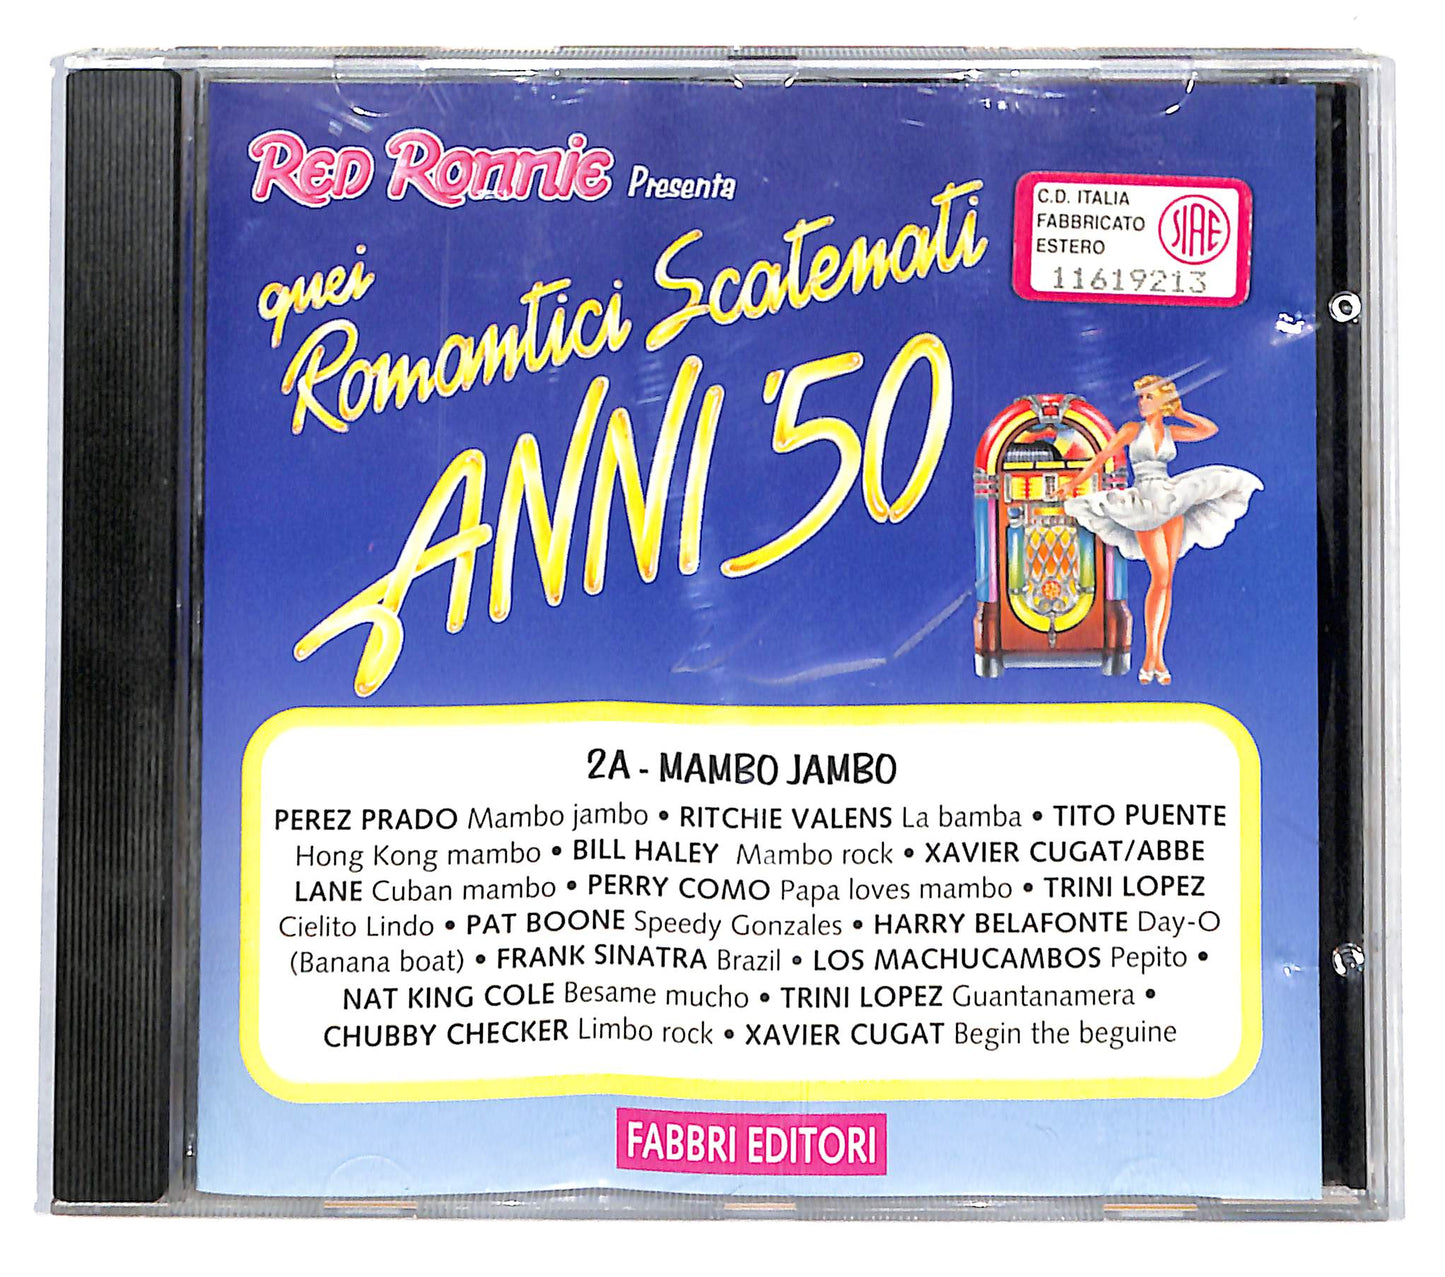 RED RONNIE Presenta
quei
Romantici Scatenati
ANNI '50
C.D. ITALIA
FABBRICATO
ESTERO
SIAE
11619213
2A - MAMBO JAMBO
PEREZ PRADO Mambo jambo • RITCHIE VALENS La bamba • TITO PUENTE
Hong Kong mambo • BILL HALEY Mambo rock • XAVIER CUGAT/ABBE
LANE Cuban mambo • PERRY COMO Papa loves mambo • TRINI LOPEZ
Cielito Lindo • PAT BOONE Speedy Gonzales • HARRY BELAFONTE Day-O
(Banana boat) • FRANK SINATRA Brazil • LOS MACHUCAMBOS Pepito •
NAT KING COLE Besame mucho • TRINI LOPEZ Guantanamera •
CHUBBY CHECKER Limbo rock • XAVIER CUGAT Begin the beguine
FABBRI EDITORI